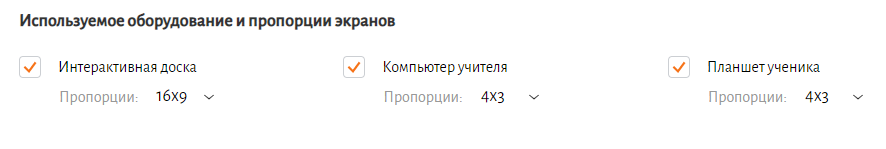 Используемое оборудование и пропорции экранов
Интерактивная доска
Компьютер учителя
Планшет ученика
Пропорции: 16x9
Пропорции: 4x3
Пропорции: 4x3